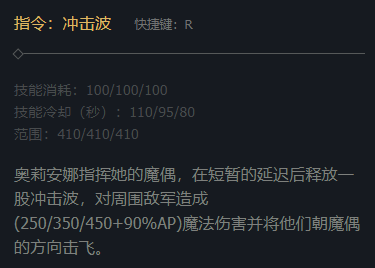 指令：冲击波 快捷键：R
技能消耗：100/100/100
技能冷却（秒）：110/95/80
范围：410/410/410
奥莉安娜指挥她的魔偶，在短暂的延迟后释放一
股冲击波，对周围敌军造成
(250/350/450+90%AP)魔法伤害并将他们朝魔偶
的方向击飞。